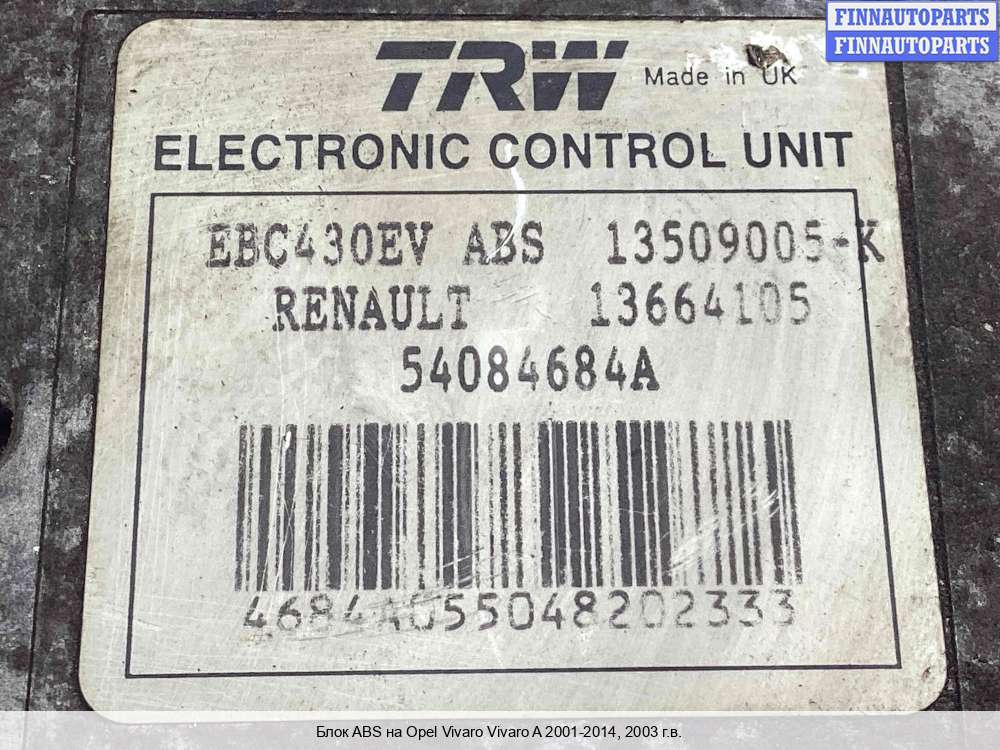 FINNAUTOPARTS
FINNAUTOPARTS
TRW Made in UK
ELECTRONIC CONTROL UNIT
EBC430EV ABS 13509005-K
RENAULT 13664105
54084684A
4684A055048202333
Блок ABS на Opel Vivaro Vivaro A 2001-2014, 2003 г.в.